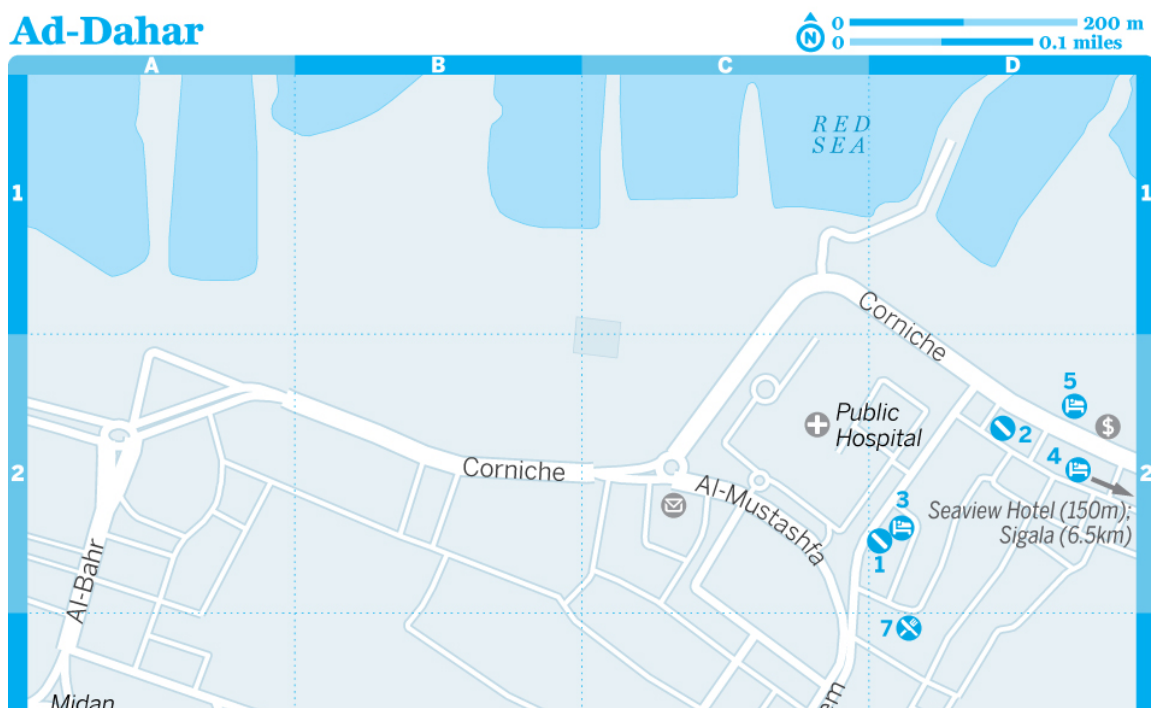 Ad-Dahar
N
0 200 m
0 0.1 miles
A B C D
RED
SEA
1 1
Corniche
5
Public
Hospital
$
2
2 2
4
Corniche
Al-Mustashfa
3
Seaview Hotel (150m);
Sigala (6.5km)
1
Al-Bahr
7
Midan
em